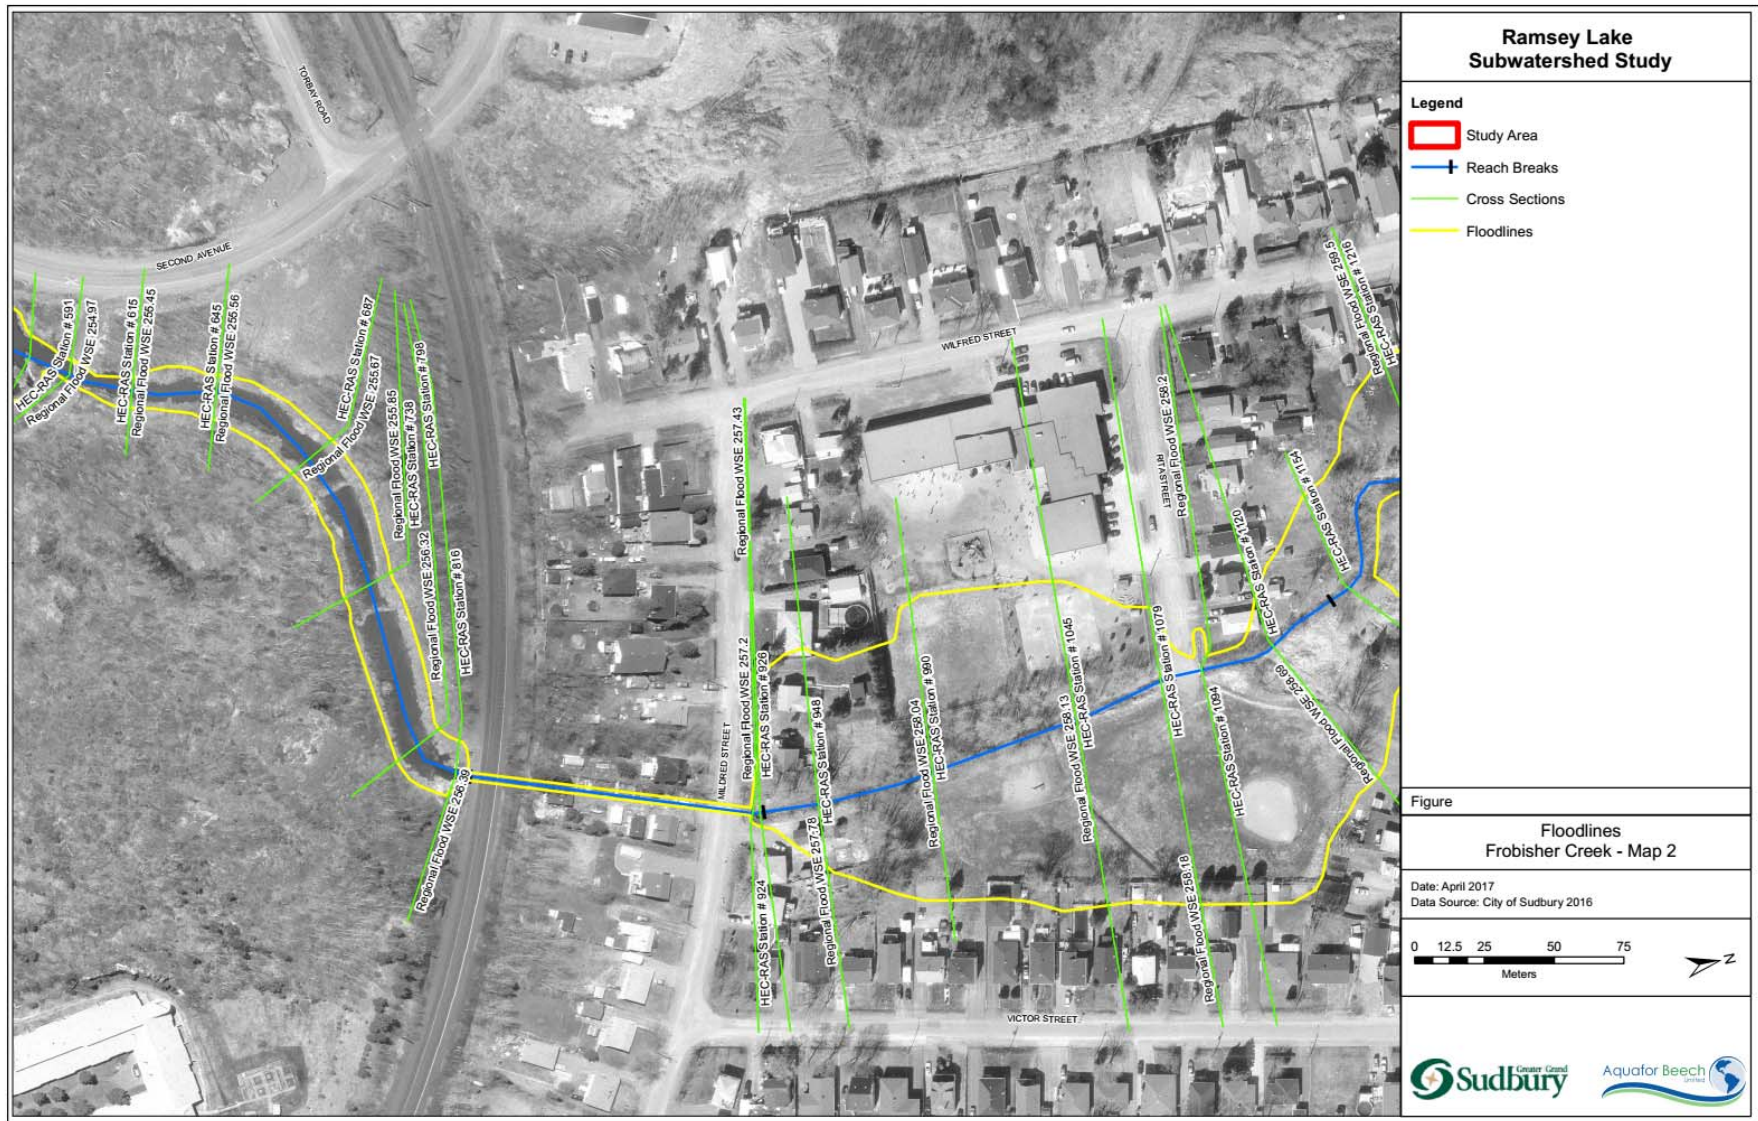 Ramsey Lake
Subwatershed Study
Legend
Study Area
Reach Breaks
Cross Sections
Floodlines
Figure
Floodlines
Frobisher Creek - Map 2
Date: April 2017
Data Source: City of Sudbury 2016
0 12.5 25 50 75
Meters
N
Greater Grand
Sudbury
Aquafor Beech
Limited
TORBAY ROAD
SECOND AVENUE
WILFRED STREET
RITA STREET
MILDRED STREET
VICTOR STREET
HEC-RAS Station # 591
Regional Flood WSE 254.97
HEC-RAS Station # 615
Regional Flood WSE 255.45
HEC-RAS Station # 645
Regional Flood WSE 255.56
HEC-RAS Station # 687
Regional Flood WSE 255.67
Regional Flood WSE 255.85
HEC-RAS Station # 738
HEC-RAS Station # 798
Regional Flood WSE 256.32
HEC-RAS Station # 816
Regional Flood WSE 256.39
Regional Flood WSE 257.43
Regional Flood WSE 257.2
HEC-RAS Station # 926
HEC-RAS Station # 924
HEC-RAS Station # 948
Regional Flood WSE 257.78
Regional Flood WSE 258.04
HEC-RAS Station # 990
HEC-RAS Station # 1045
Regional Flood WSE 258.13
HEC-RAS Station # 1079
Regional Flood WSE 258.18
Regional Flood WSE 258.2
HEC-RAS Station # 1094
HEC-RAS Station # 1120
Regional Flood WSE 258.69
HEC-RAS Station # 1154
Regional Flood WSE 259.5
HEC-RAS Station # 1216